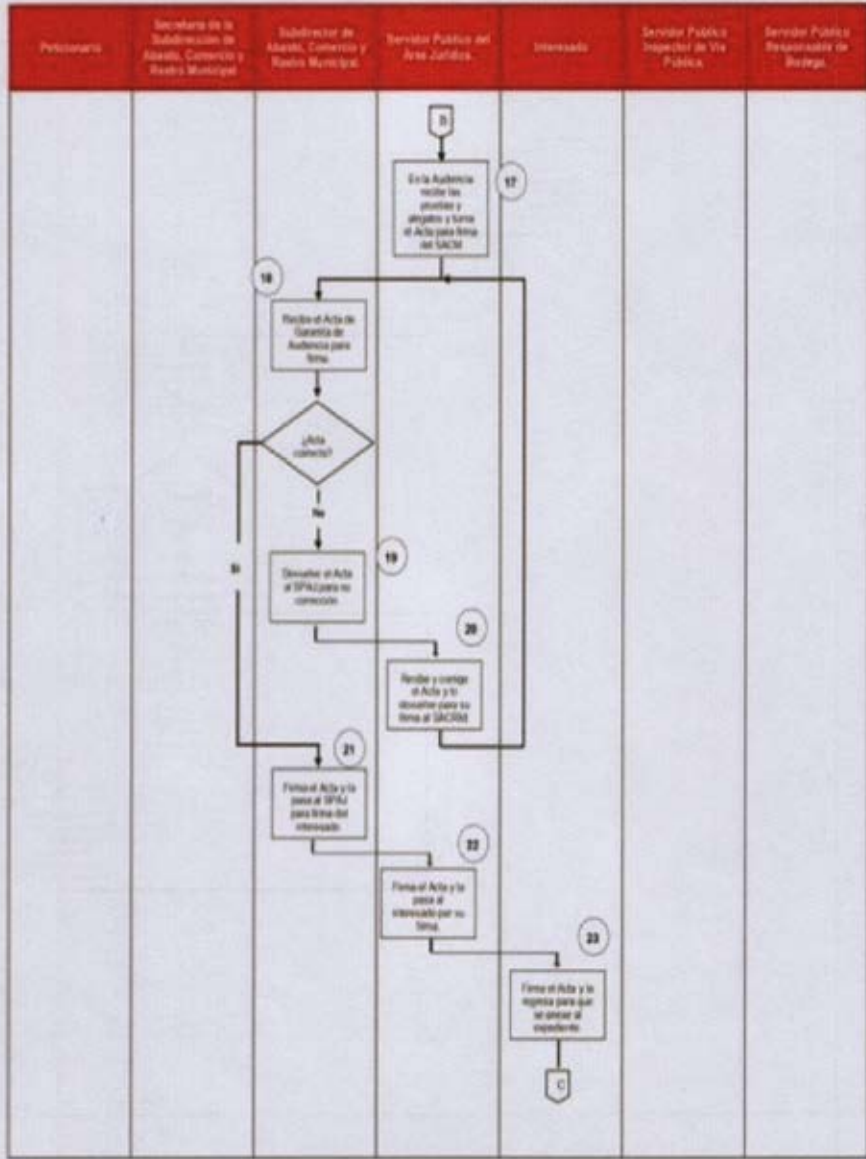 Peticionario
Secretaria de la
Subdirección de
Abasto, Comercio y
Rastro Municipal
Subdirector de
Abasto, Comercio y
Rastro Municipal
Servidor Público del
Área Jurídica.
Interesado
Servidor Público
Inspector de Vía
Pública.
Servidor Público
Responsable de
Bodega.
B
17
En la Audiencia
recibe las
pruebas y
alegatos y turna
el Acta para firma
del SACM
18
Recibe el Acta de
Garantía de
Audiencia para
firma.
¿Acta
correcta?
No
Si
19
Devuelve el Acta
al SPAJ para su
corrección
20
Recibe y corrige
el Acta y lo
devuelve para su
firma al SACRM
21
Firma el Acta y la
pasa al SPAJ
para firma del
interesado
22
Firma el Acta y la
pasa al
interesado por su
firma.
23
Firma el Acta y la
regresa para que
se anexe al
expediente
C